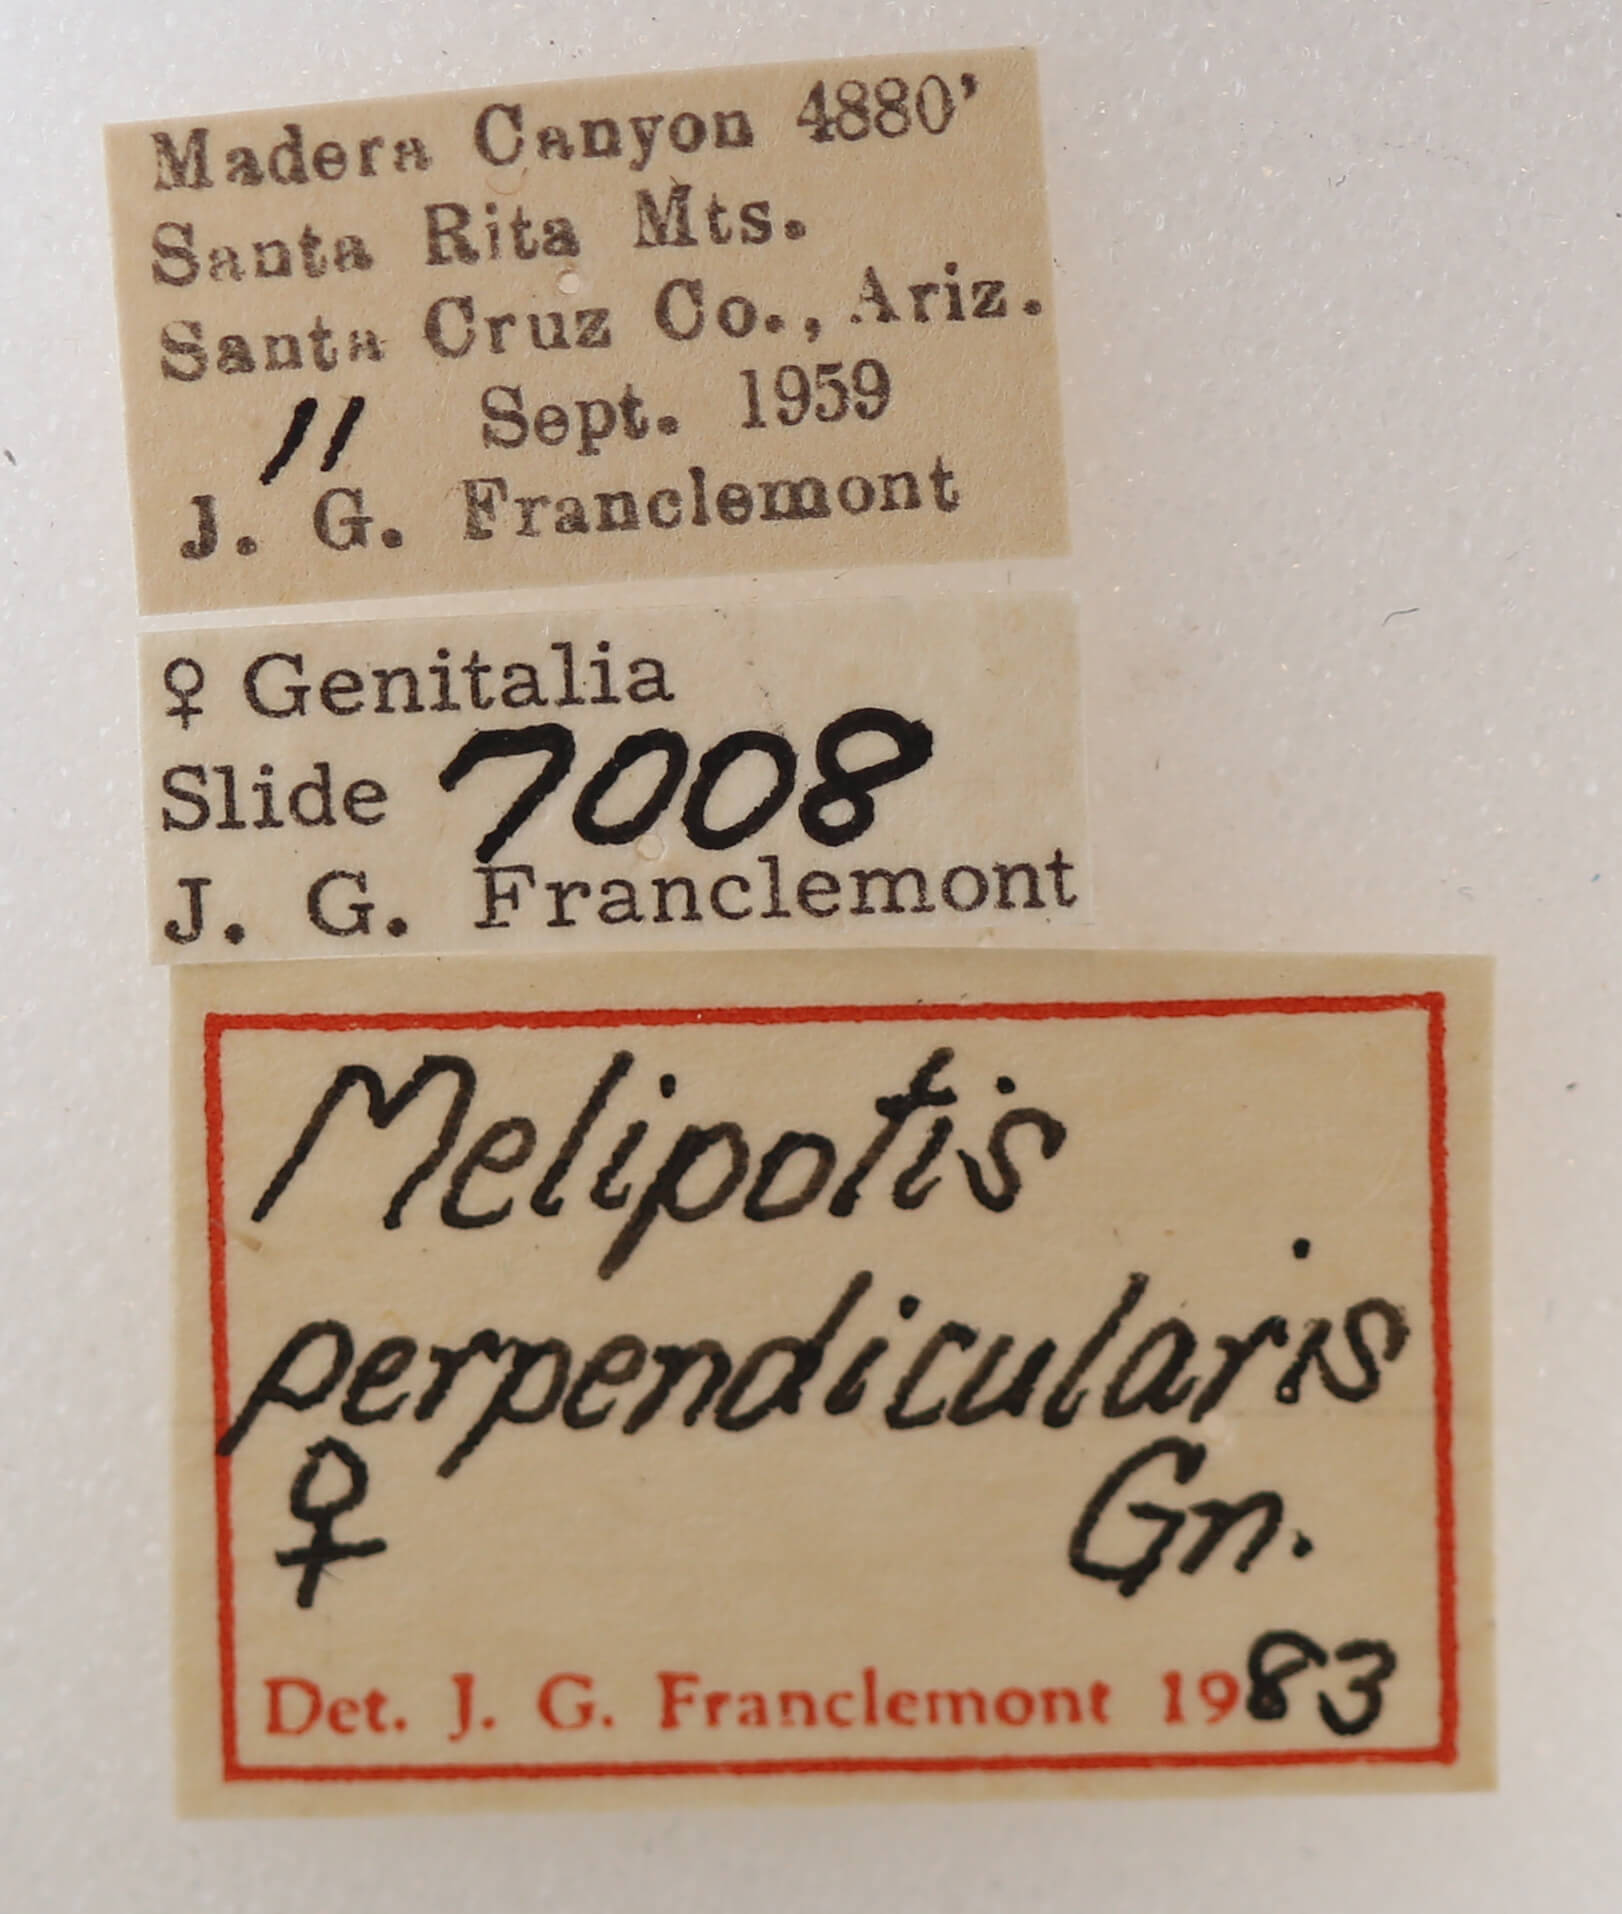 Madera Canyon 4880'
Santa Rita Mts.
Santa Cruz Co., Ariz.
11 Sept. 1959
J. G. Franclemont
♀ Genitalia
Slide 7008
J. G. Franclemont
Melipotis
perpendicularis
♀ Gn.
Det. J. G. Franclemont 1983